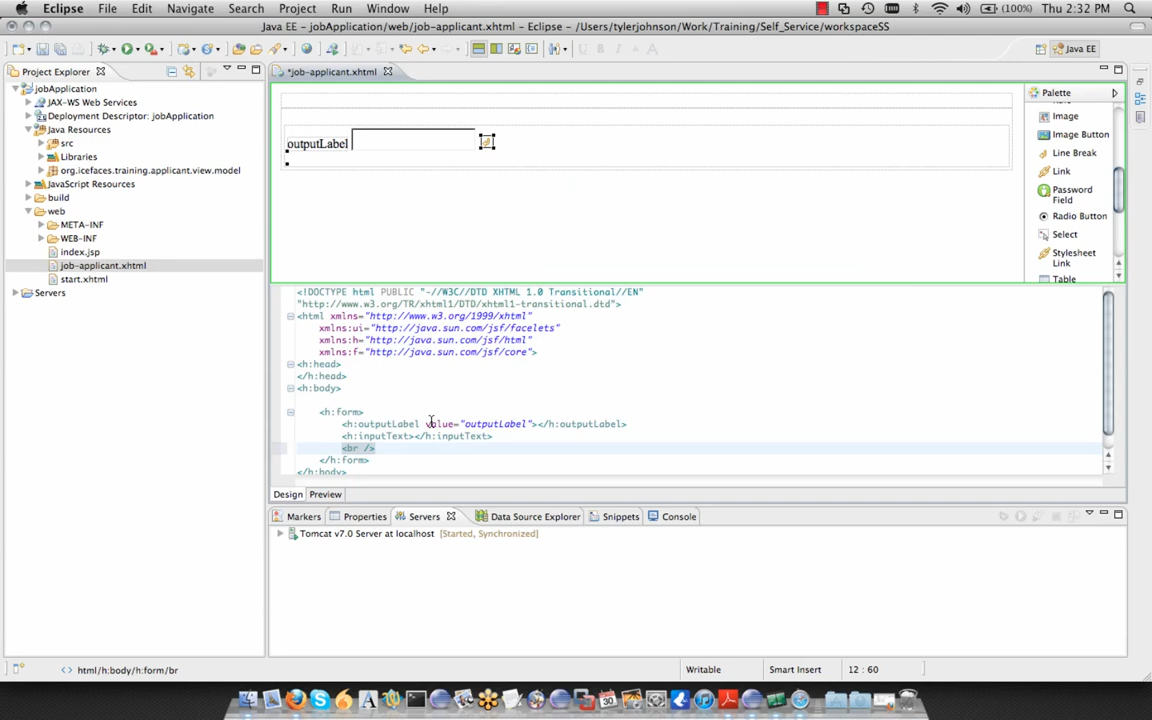 Eclipse File Edit Navigate Search Project Run Window Help (100%) Thu 2:32 PM
Java EE - jobApplication/web/job-applicant.xhtml - Eclipse - /Users/tylerjohnson/Work/Training/Self_Service/workspaceSS
Java EE
Project Explorer
*job-applicant.xhtml
jobApplication
JAX-WS Web Services
Deployment Descriptor: jobApplication
Java Resources
src
Libraries
org.icefaces.training.applicant.view.model
JavaScript Resources
build
web
META-INF
WEB-INF
index.jsp
job-applicant.xhtml
start.xhtml
Servers
outputLabel
Palette
Image
Image Button
Line Break
Link
Password
Field
Radio Button
Select
Stylesheet
Link
Table
<!DOCTYPE html PUBLIC "-//W3C//DTD XHTML 1.0 Transitional//EN"
"http://www.w3.org/TR/xhtml1/DTD/xhtml1-transitional.dtd">
<html xmlns="http://www.w3.org/1999/xhtml"
xmlns:ui="http://java.sun.com/jsf/facelets"
xmlns:h="http://java.sun.com/jsf/html"
xmlns:f="http://java.sun.com/jsf/core">
<h:head>
</h:head>
<h:body>
<h:form>
<h:outputLabel value="outputLabel"></h:outputLabel>
<h:inputText></h:inputText>
<br />
</h:form>
</h:body>
Design Preview
Markers Properties Servers Data Source Explorer Snippets Console
Tomcat v7.0 Server at localhost [Started, Synchronized]
html/h:body/h:form/br Writable Smart Insert 12 : 60